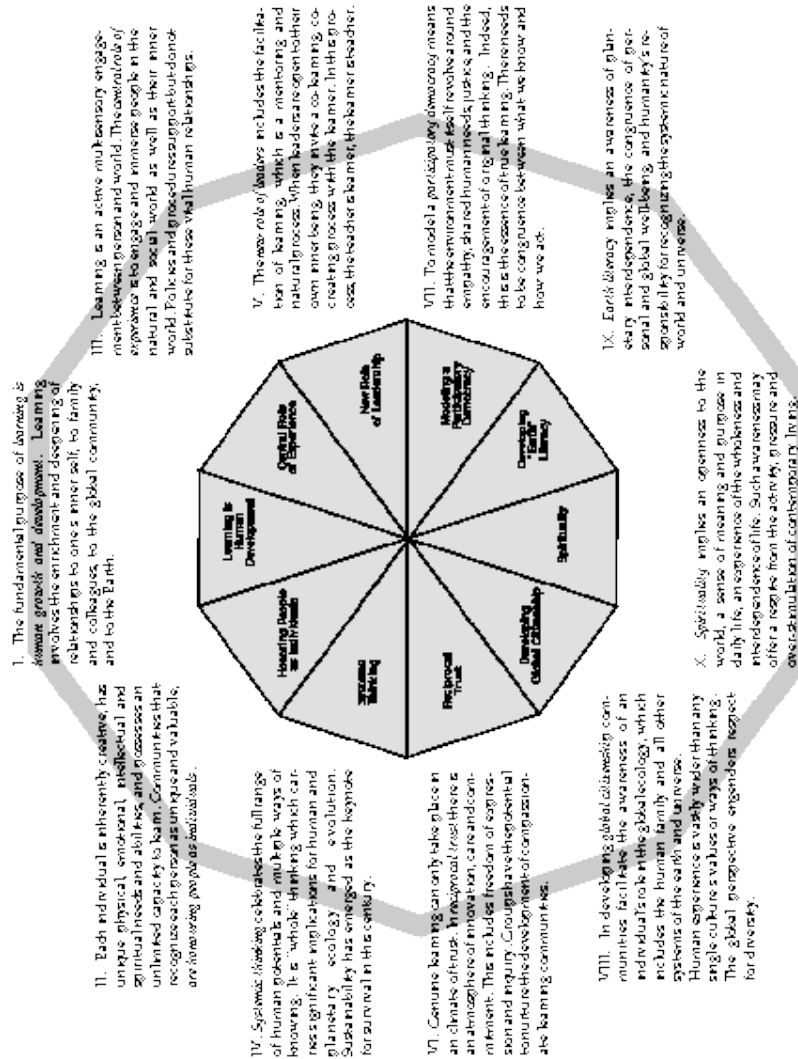 I. The fundamental purpose of learning is
human growth and development. Learning
involves the enrichment and deepening of
relationships to one's inner self, to family
and colleagues, to the global community,
and to the Earth.
II. Each individual is inherently creative, has
unique physical, emotional, intellectual and
spiritual needs and abilities, and possesses an
unlimited capacity to learn. Communities that
recognize each person as unique and valuable,
are honouring people as individuals.
III. Learning is an active multisensory engage-
ment between person and world. The central role of
experience is to engage and immerse people in the
natural and social world as well as their inner
world. Policies and procedures support but do not
substitute for these vital human relationships.
IV. Systemic thinking celebrates the full range
of human potentials and multiple ways of
knowing. It is "whole" thinking which car-
ries significant implications for human and
planetary ecology and evolution.
Sustainability has emerged as the keynote
for survival in this century.
V. The new role of leaders includes the facilita-
tion of learning, which is a mentoring and
natural process. When leaders are open to their
own inner being, they invite a co-learning, co-
creating process with the learner. In this pro-
cess, the teacher is learner, the learner is teacher.
VI. Genuine learning can only take place in
an climate of trust. In reciprocal trust there is
an atmosphere of innovation, care and com-
mitment. This includes freedom of expres-
sion and inquiry. Groups have the potential
to nurture the development of compassion-
ate learning communities.
VII. To model a participatory democracy means
that the environment must itself revolve around
empathy, shared human needs, justice, and the
encouragement of original thinking. Indeed,
this is the essence of true learning. There needs
to be congruence between what we know and
how we act.
VIII. In developing global citizenship com-
munities facilitate the awareness of an
individual's role in the global ecology, which
includes the human family and all other
systems of the earth and universe.
Human experience is vastly wider than any
single culture's values or ways of thinking.
The global perspective engenders respect
for diversity.
IX. Earth literacy implies an awareness of plan-
etary interdependence, the congruence of per-
sonal and global well-being, and humanity's re-
sponsibility for recognizing the systemic nature of
world and universe.
X. Spirituality implies an openness to the
world, a sense of meaning and purpose in
daily life, an experience of the wholeness and
interdependence of life. Such awareness may
offer a respite from the activity, pressure and
over-stimulation of contemporary living.
Learning is
Human
Development
Central Role
of Experience
New Role
of Leadership
Modeling a
Participatory
Democracy
Developing
"Earth"
Literacy
Spirituality
Developing
Global Citizenship
Reciprocal
Trust
Systems
Thinking
Honoring People
as Individuals